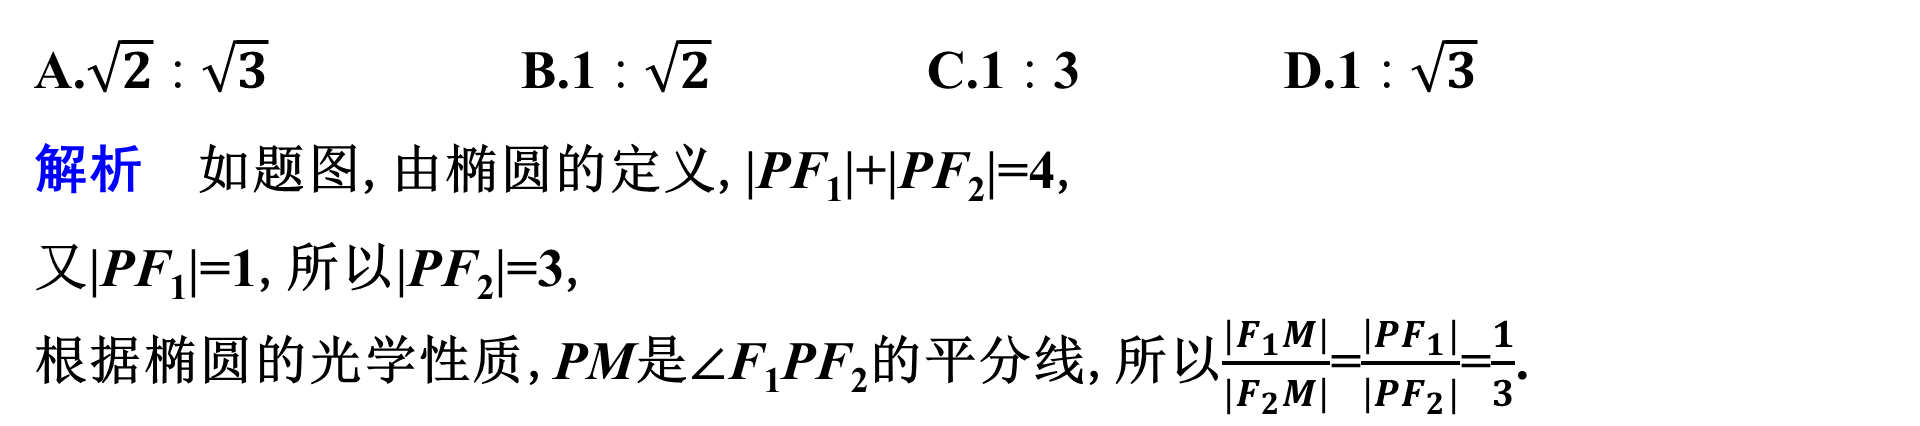 A.√2 : √3 B.1 : √2 C.1 : 3 D.1 : √3
解析 如题图,由椭圆的定义,|PF₁|+|PF₂|=4,
又|PF₁|=1,所以|PF₂|=3,
根据椭圆的光学性质,PM是∠F₁PF₂的平分线,所以|F₁M|/|F₂M|=|PF₁|/|PF₂|=1/3.